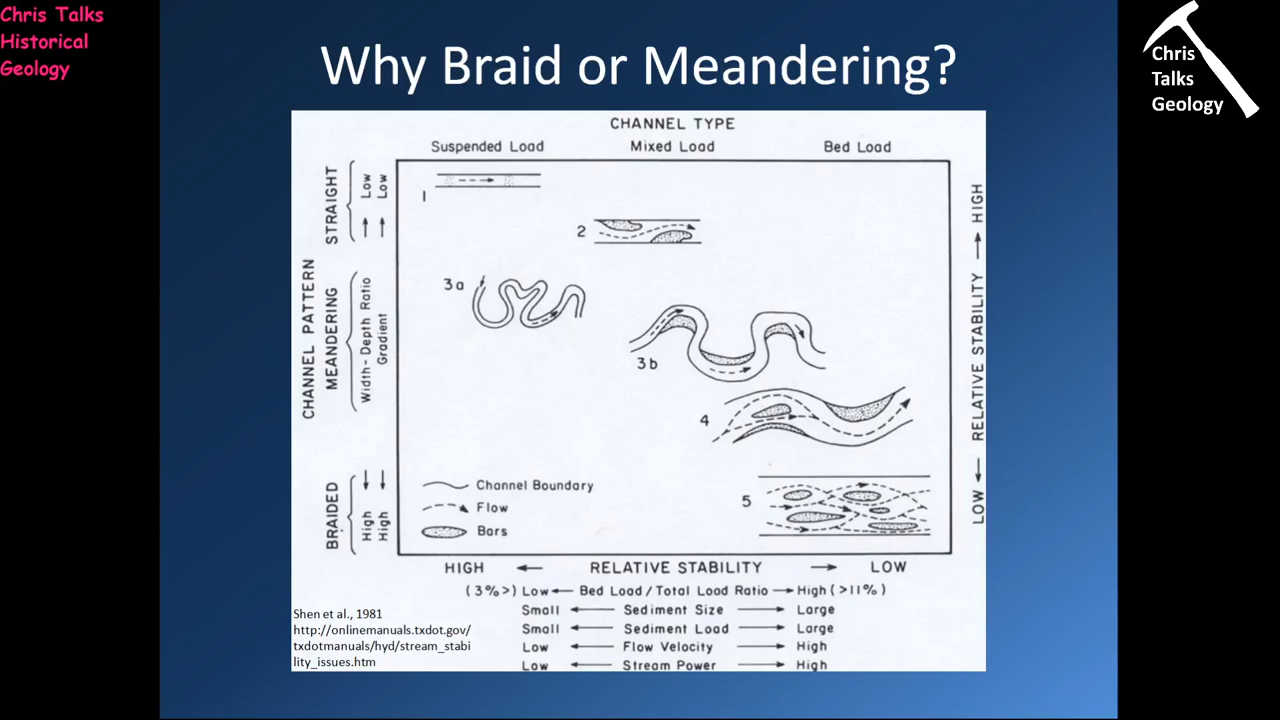 Chris Talks
Historical
Geology
Chris
Talks
Geology
Why Braid or Meandering?
CHANNEL TYPE
Suspended Load Mixed Load Bed Load
CHANNEL PATTERN
STRAIGHT
MEANDERING
BRAIDED
Low
Low
Width-Depth Ratio
Gradient
High
High
1
2
3a
3b
4
5
Channel Boundary
Flow
Bars
HIGH
RELATIVE STABILITY
LOW
HIGH RELATIVE STABILITY LOW
(3%>) Low Bed Load/Total Load Ratio High (>11%)
Small Sediment Size Large
Small Sediment Load Large
Low Flow Velocity High
Low Stream Power High
Shen et al., 1981
http://onlinemanuals.txdot.gov/
txdotmanuals/hyd/stream_stabi
lity_issues.htm